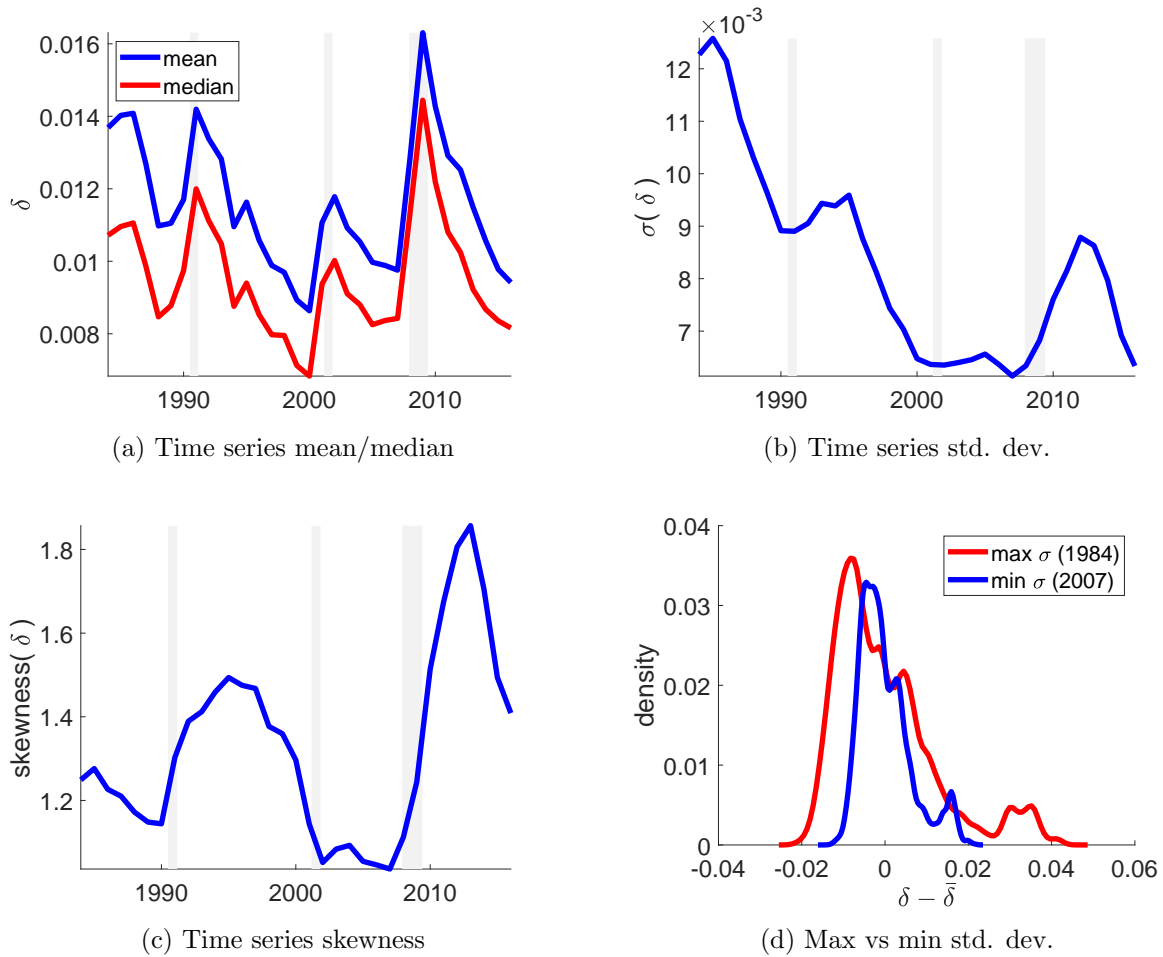 0.016
0.014
0.012
0.01
0.008
δ
mean
median
1990
2000
2010
(a) Time series mean/median
×10⁻³
12
11
10
9
8
7
σ( δ )
1990
2000
2010
(b) Time series std. dev.
1.8
1.6
1.4
1.2
skewness( δ )
1990
2000
2010
(c) Time series skewness
0.04
0.03
0.02
0.01
0
density
max σ (1984)
min σ (2007)
-0.04
-0.02
0
0.02
0.04
0.06
δ − δ̄
(d) Max vs min std. dev.